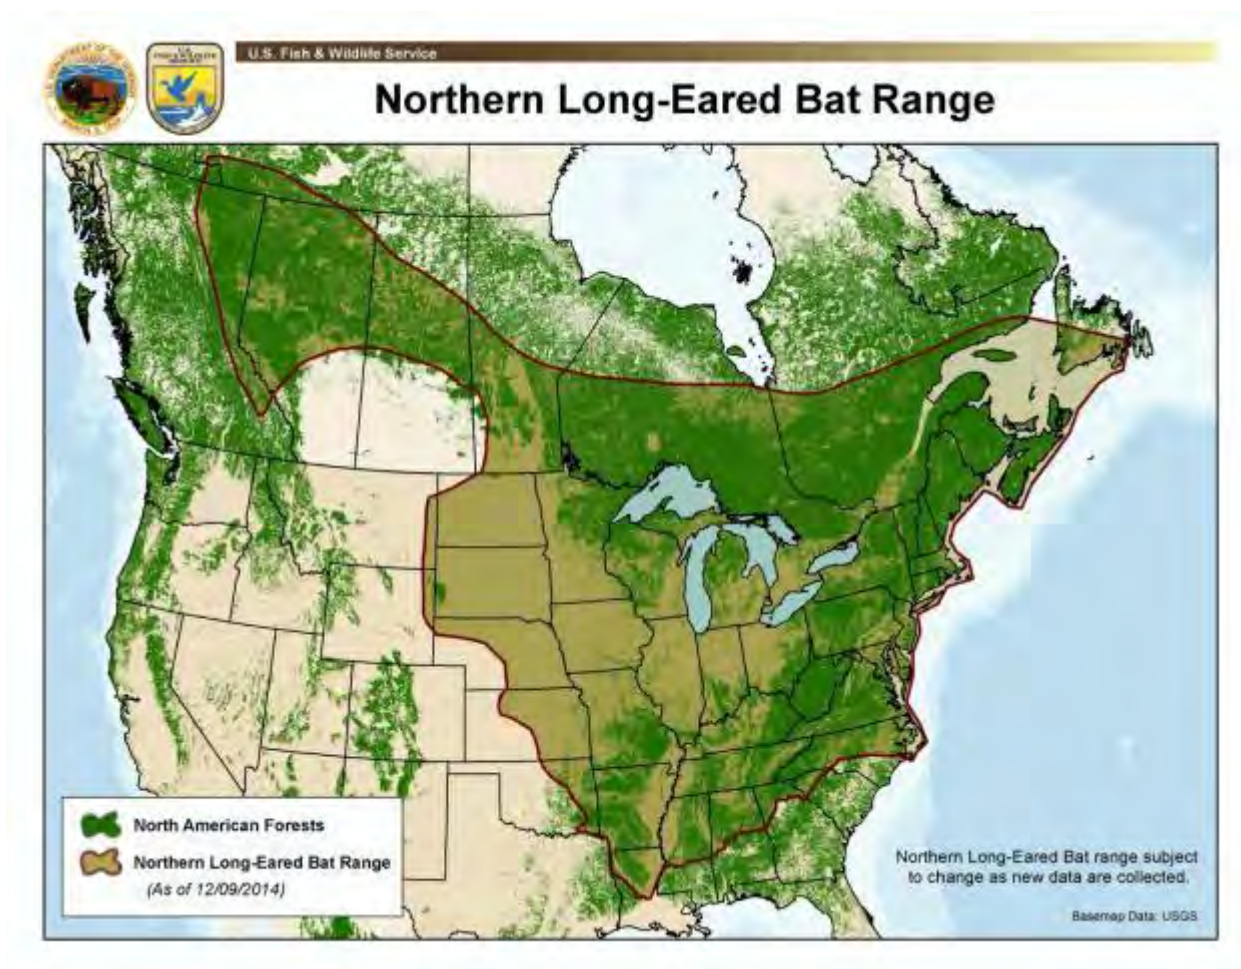 U.S. Fish & Wildlife Service
Northern Long-Eared Bat Range
North American Forests
Northern Long-Eared Bat Range
(As of 12/09/2014)
Northern Long-Eared Bat range subject
to change as new data are collected.
Basemap Data: USGS